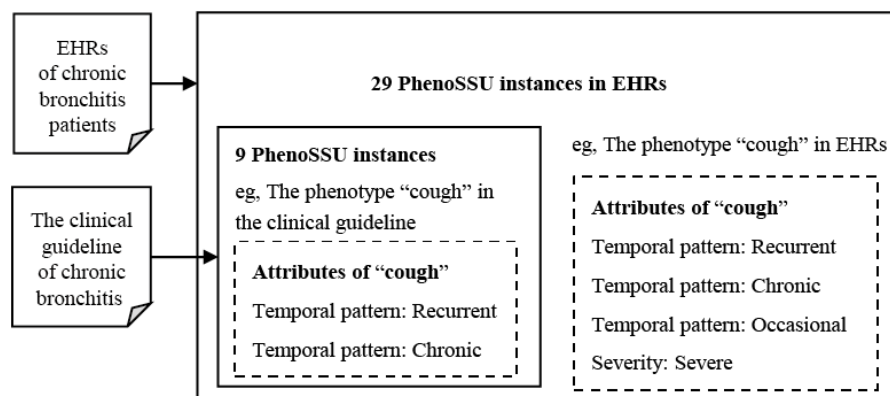 EHRs
of chronic
bronchitis
patients
The clinical
guideline
of chronic
bronchitis
29 PhenoSSU instances in EHRs
9 PhenoSSU instances
eg, The phenotype “cough” in
the clinical guideline
Attributes of “cough”
Temporal pattern: Recurrent
Temporal pattern: Chronic
eg, The phenotype “cough” in EHRs
Attributes of “cough”
Temporal pattern: Recurrent
Temporal pattern: Chronic
Temporal pattern: Occasional
Severity: Severe